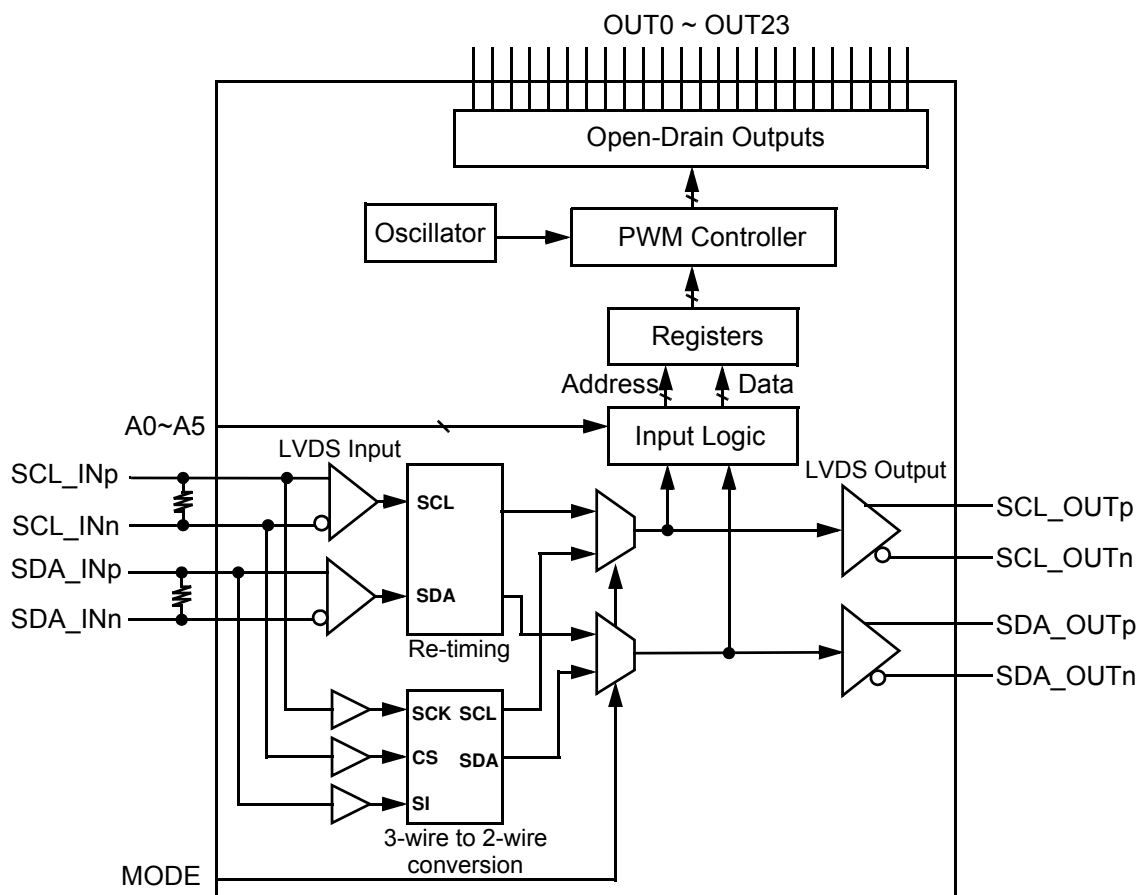 OUT0 ~ OUT23
Open-Drain Outputs
Oscillator
PWM Controller
Registers
Address
Data
A0~A5
Input Logic
LVDS Input
LVDS Output
SCL_INp
SCL_INn
SDA_INp
SDA_INn
SCL
SDA
Re-timing
SCL_OUTp
SCL_OUTn
SDA_OUTp
SDA_OUTn
SCK SCL
CS SDA
SI
3-wire to 2-wire
conversion
MODE